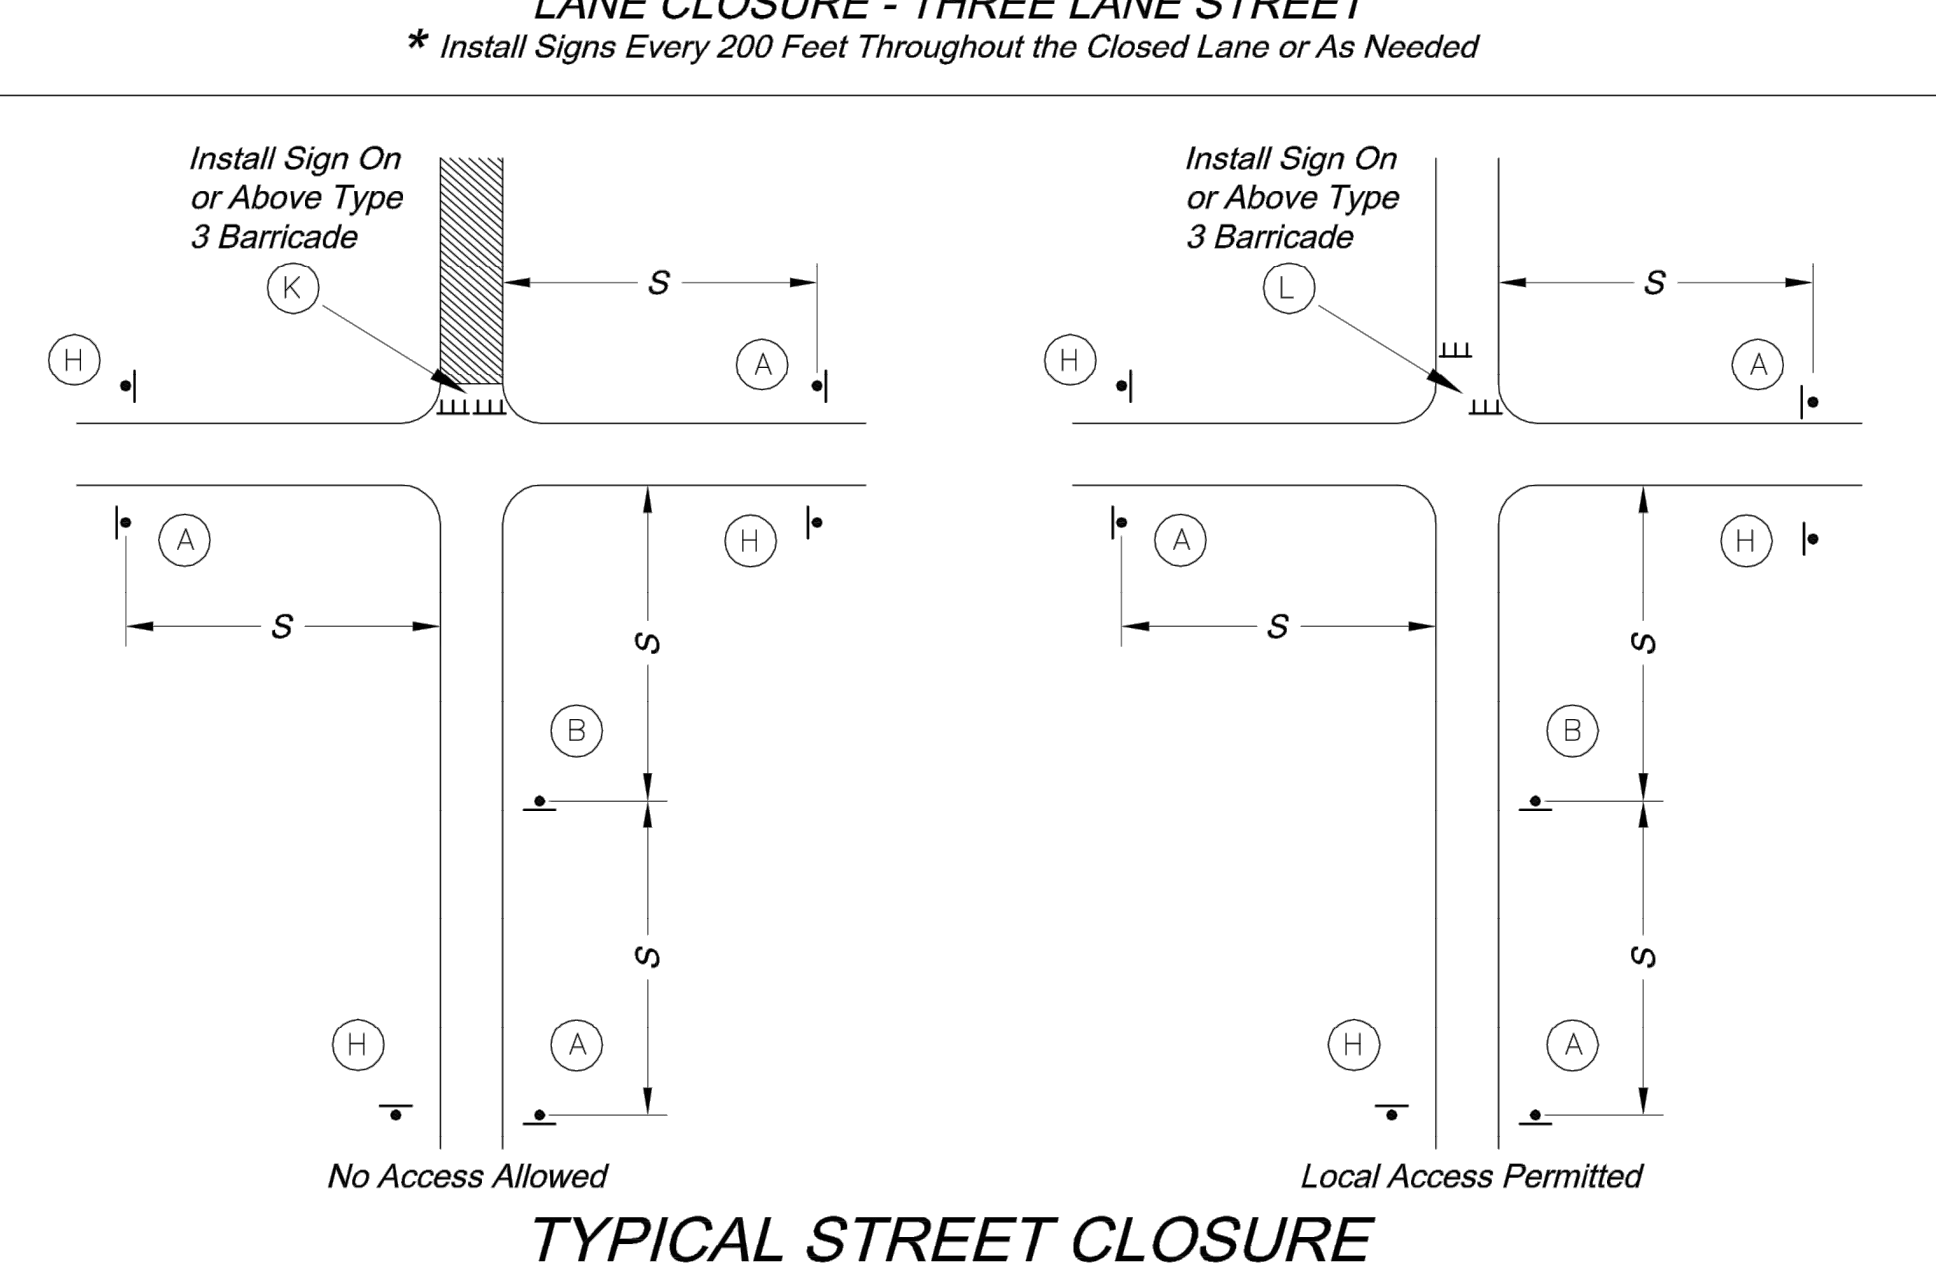 LANE CLOSURE - THREE LANE STREET
* Install Signs Every 200 Feet Throughout the Closed Lane or As Needed
Install Sign On
or Above Type
3 Barricade
K
S
H
A
A
H
S
S
B
S
H
A
No Access Allowed
Install Sign On
or Above Type
3 Barricade
L
S
H
A
A
H
S
S
B
S
H
A
Local Access Permitted
TYPICAL STREET CLOSURE